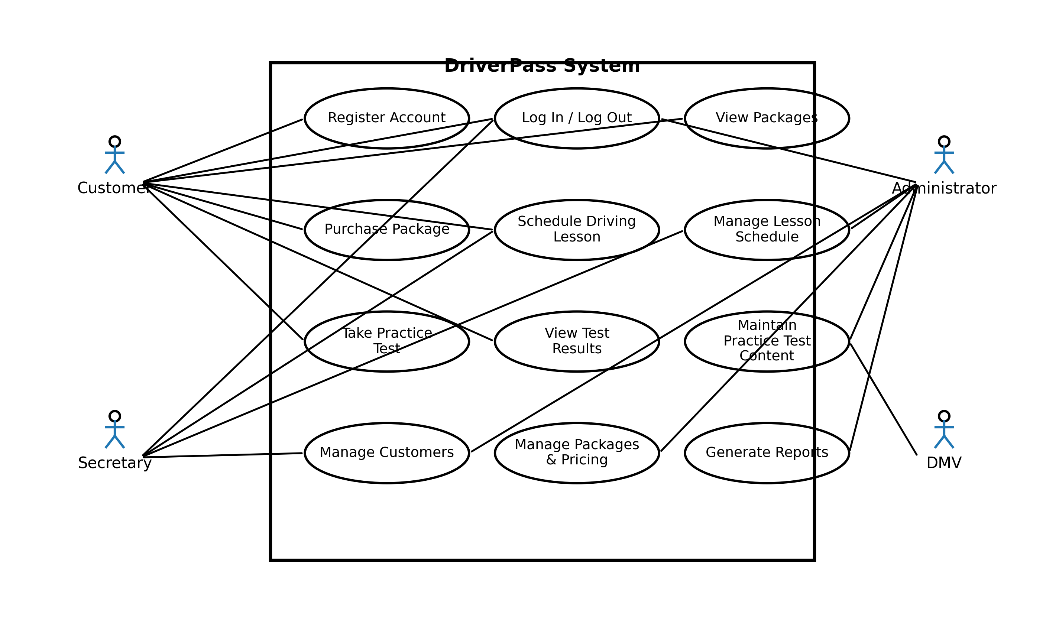 DriverPass System
Register Account
Log In / Log Out
View Packages
Customer
Administrator
Purchase Package
Schedule Driving
Lesson
Manage Lesson
Schedule
Take Practice
Test
View Test
Results
Maintain
Practice Test
Content
Manage Customers
Manage Packages
& Pricing
Generate Reports
Secretary
DMV